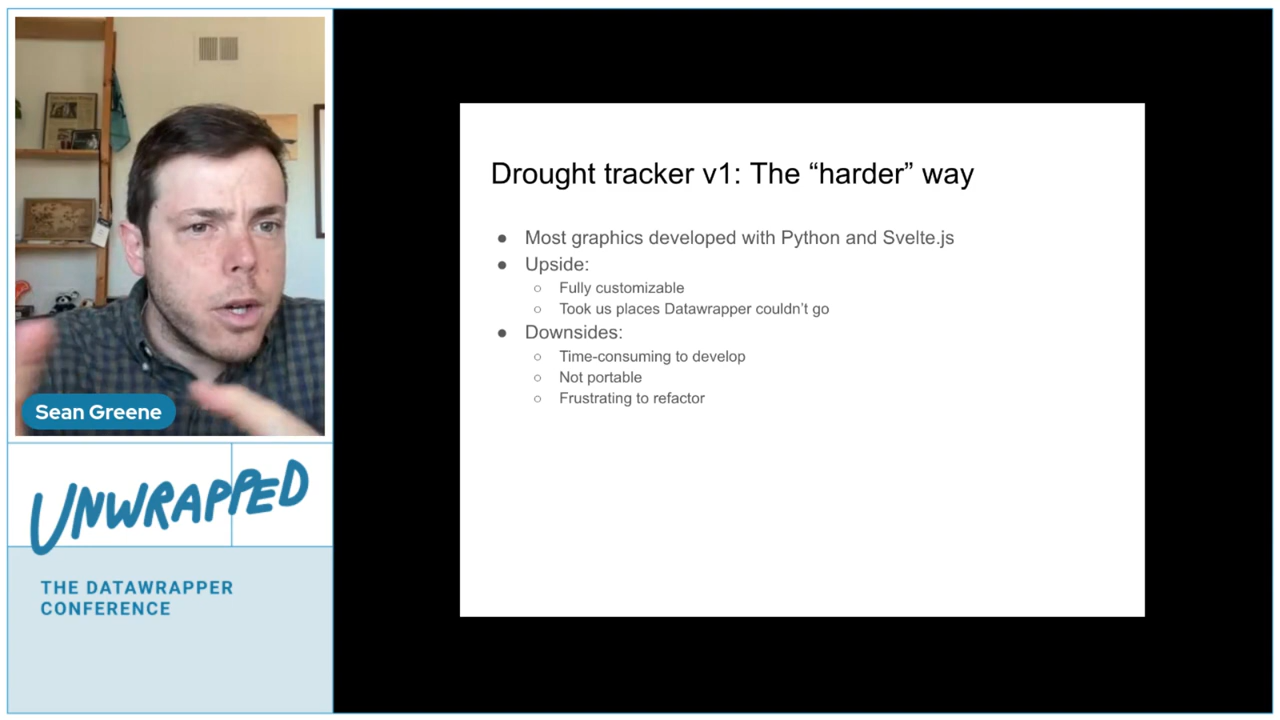 Sean Greene
UNWRAPPED
THE DATAWRAPPER
CONFERENCE
Drought tracker v1: The “harder” way
● Most graphics developed with Python and Svelte.js
● Upside:
○ Fully customizable
○ Took us places Datawrapper couldn’t go
● Downsides:
○ Time-consuming to develop
○ Not portable
○ Frustrating to refactor